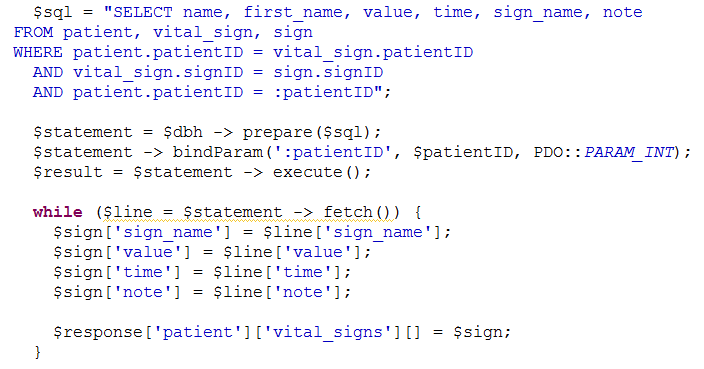 $sql = "SELECT name, first_name, value, time, sign_name, note
FROM patient, vital_sign, sign
WHERE patient.patientID = vital_sign.patientID
AND vital_sign.signID = sign.signID
AND patient.patientID = :patientID";
$statement = $dbh -> prepare($sql);
$statement -> bindParam(':patientID', $patientID, PDO::PARAM_INT);
$result = $statement -> execute();
while ($line = $statement -> fetch()) {
$sign['sign_name'] = $line['sign_name'];
$sign['value'] = $line['value'];
$sign['time'] = $line['time'];
$sign['note'] = $line['note'];
$response['patient']['vital_signs'][] = $sign;
}